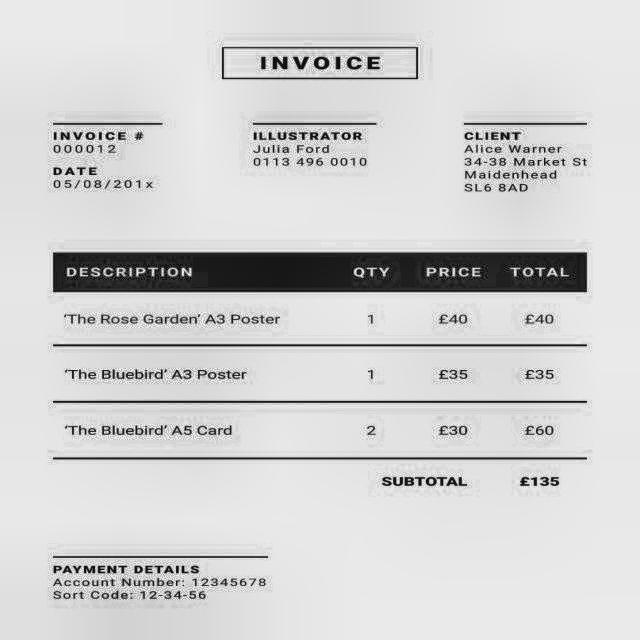 INVOICE
INVOICE #
000012
DATE
05/08/201x
ILLUSTRATOR
Julia Ford
0113 496 0010
CLIENT
Alice Warner
34-38 Market St
Maidenhead
SL6 8AD
DESCRIPTION QTY PRICE TOTAL
‘The Rose Garden’ A3 Poster 1 £40 £40
‘The Bluebird’ A3 Poster 1 £35 £35
‘The Bluebird’ A5 Card 2 £30 £60
SUBTOTAL £135
PAYMENT DETAILS
Account Number: 12345678
Sort Code: 12-34-56